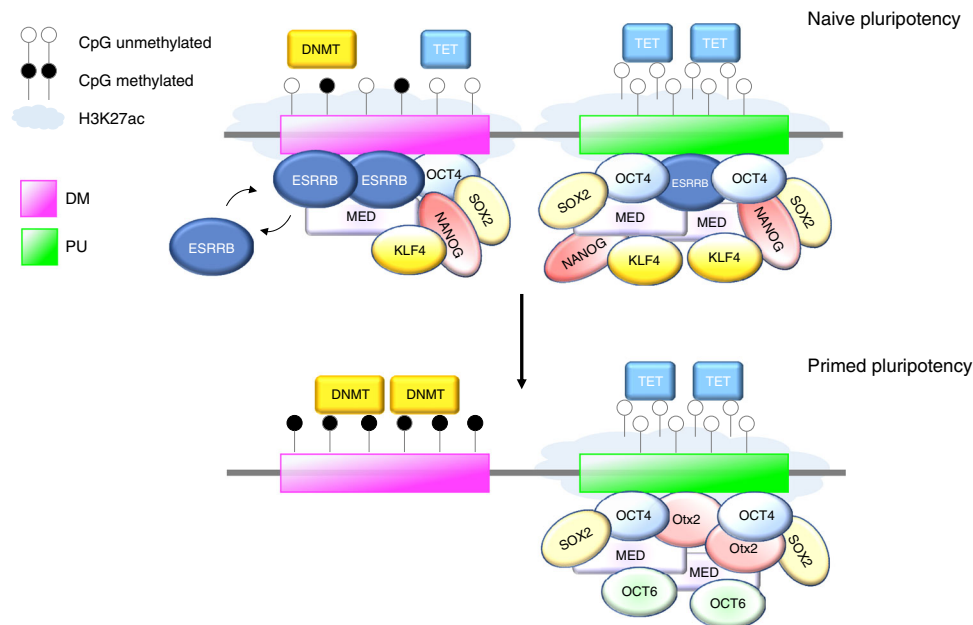 Naive pluripotency
CpG unmethylated
CpG methylated
H3K27ac
DM
PU
DNMT
TET
TET
TET
ESRRB
ESRRB
OCT4
SOX2
MED
NANOG
KLF4
ESRRB
OCT4
ESRRB
OCT4
SOX2
SOX2
MED
MED
NANOG
NANOG
KLF4
KLF4
Primed pluripotency
DNMT
DNMT
TET
TET
OCT4
Otx2
OCT4
SOX2
Otx2
SOX2
MED
MED
OCT6
OCT6